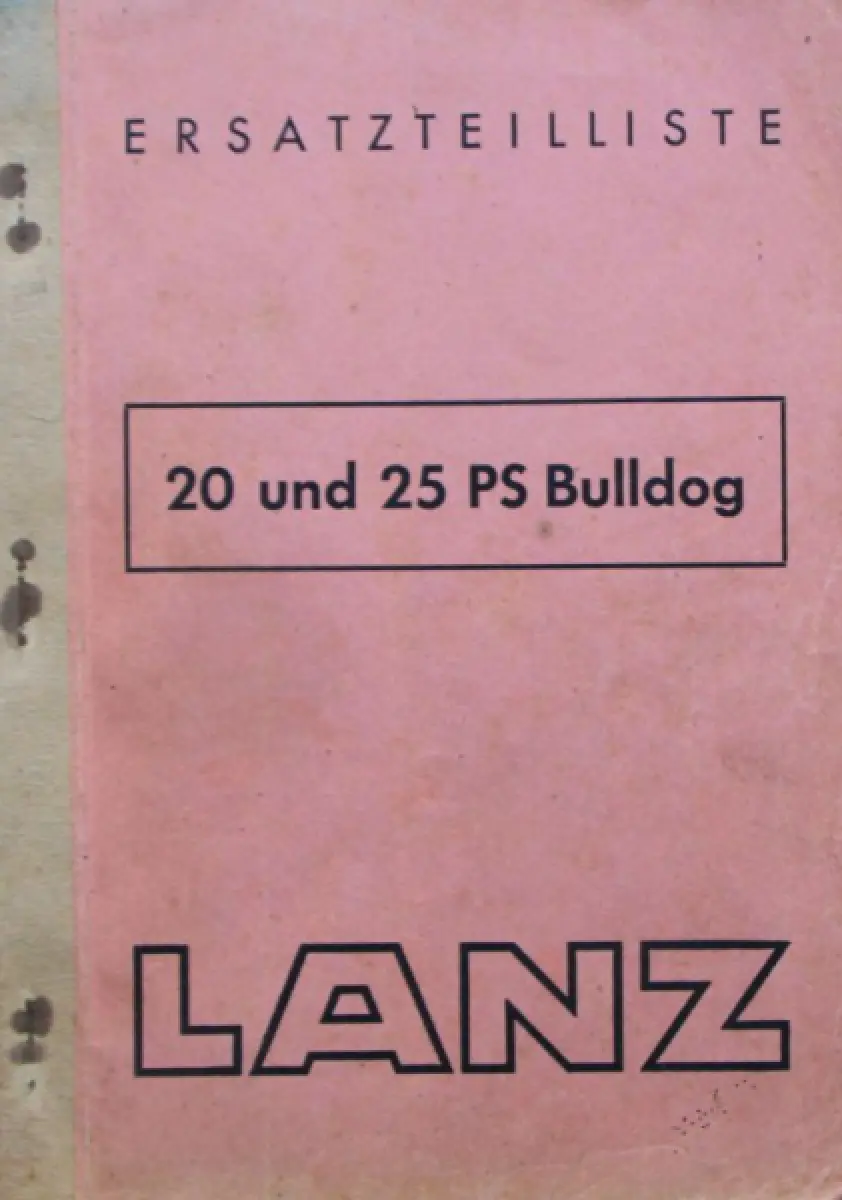 ERSATZTEILLISTE
20 und 25 PS Bulldog
LANZ